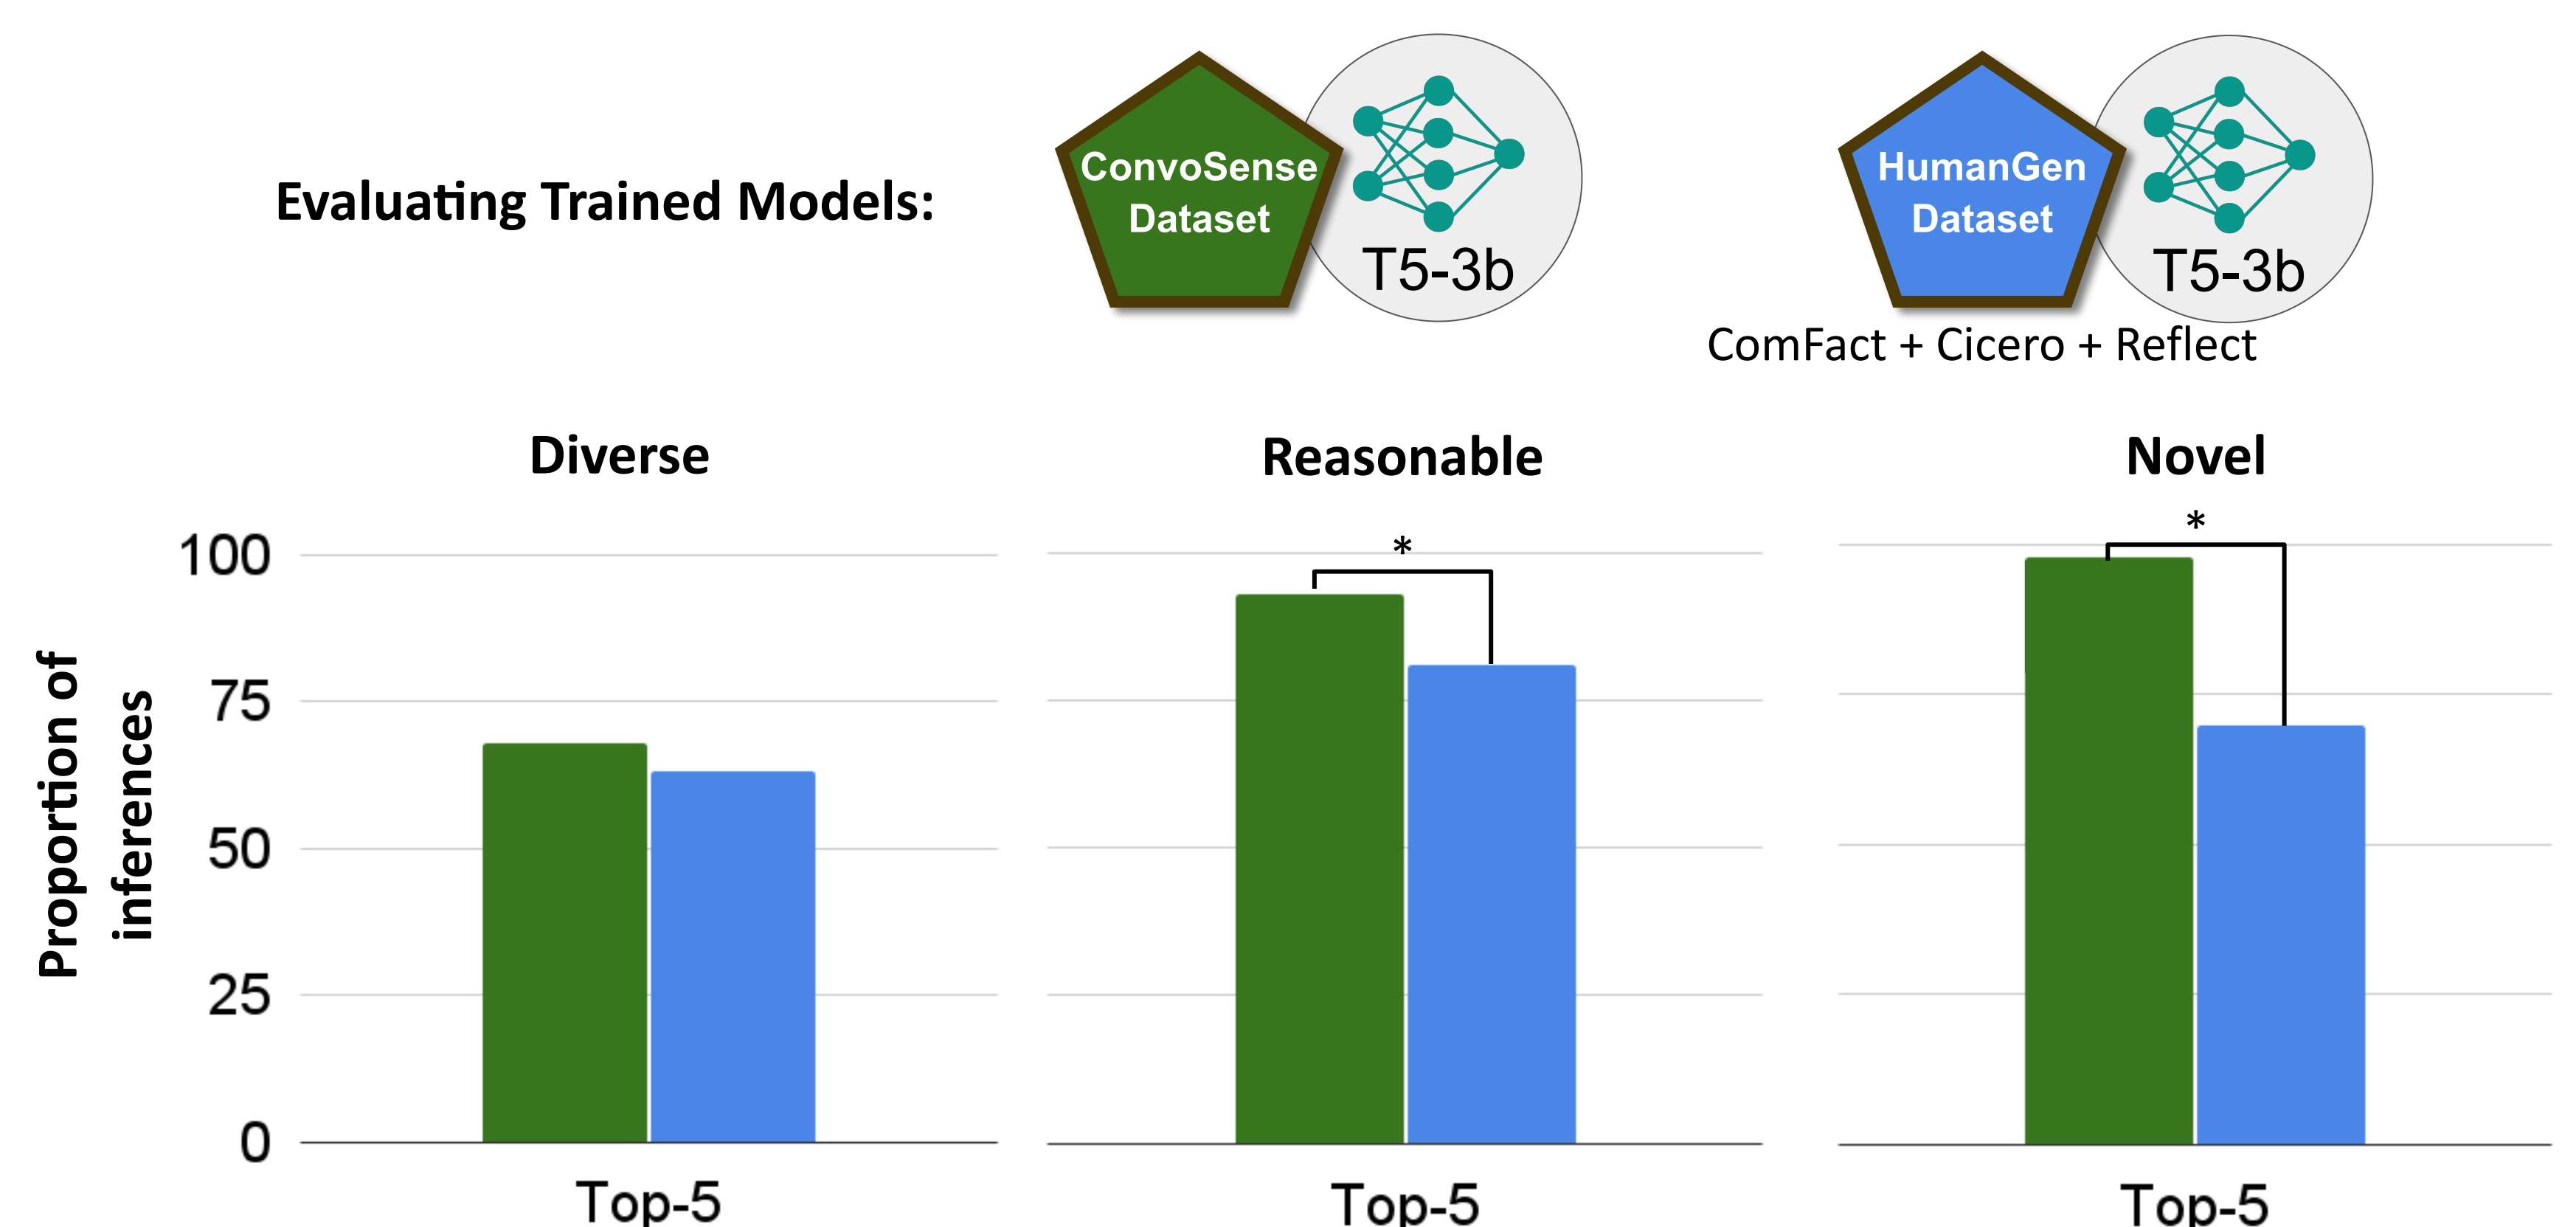 Evaluating Trained Models:
ConvoSense
Dataset
T5-3b
HumanGen
Dataset
T5-3b
ComFact + Cicero + Reflect
Diverse
Reasonable
Novel
Proportion of
inferences
100
75
50
25
0
*
*
Top-5
Top-5
Top-5